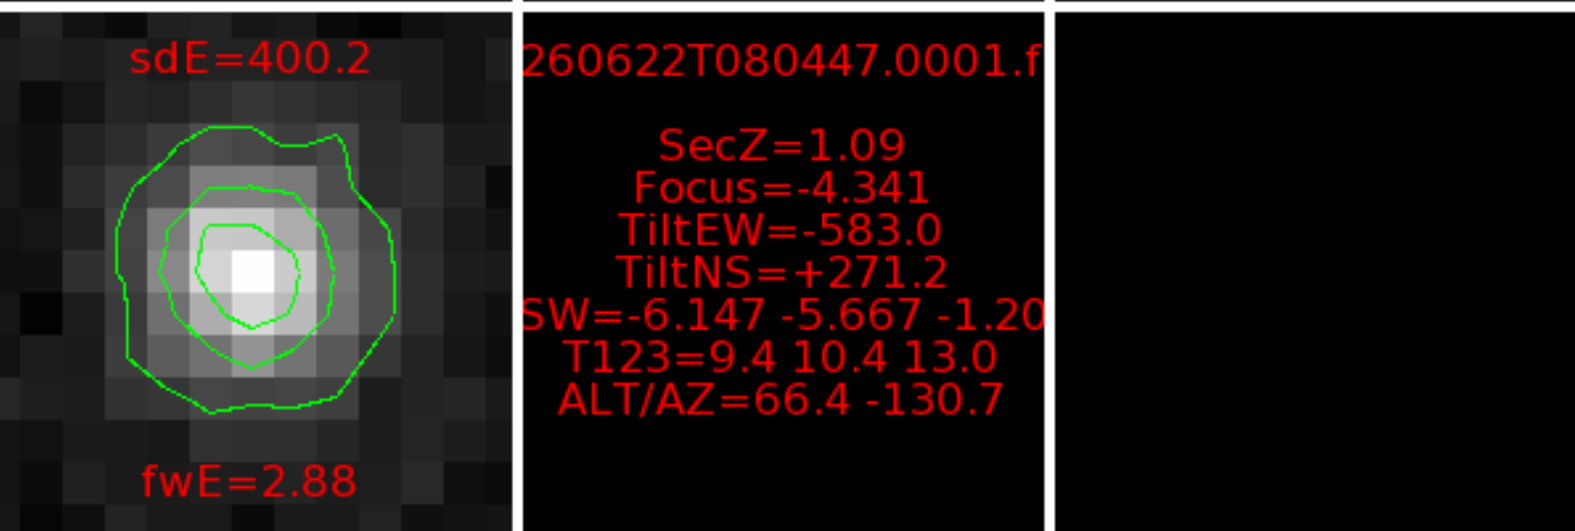 sdE=400.2
fwE=2.88
260622T080447.0001.f
SecZ=1.09
Focus=-4.341
TiltEW=-583.0
TiltNS=+271.2
SW=-6.147 -5.667 -1.20
T123=9.4 10.4 13.0
ALT/AZ=66.4 -130.7